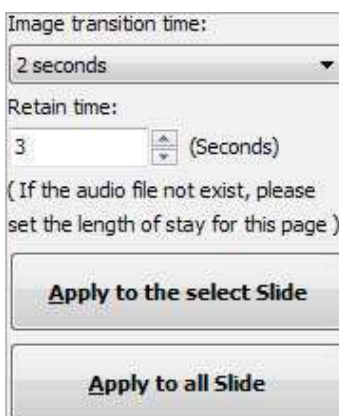 Image transition time:
2 seconds
Retain time:
3 (Seconds)
( If the audio file not exist, please
set the length of stay for this page )
Apply to the select Slide
Apply to all Slide